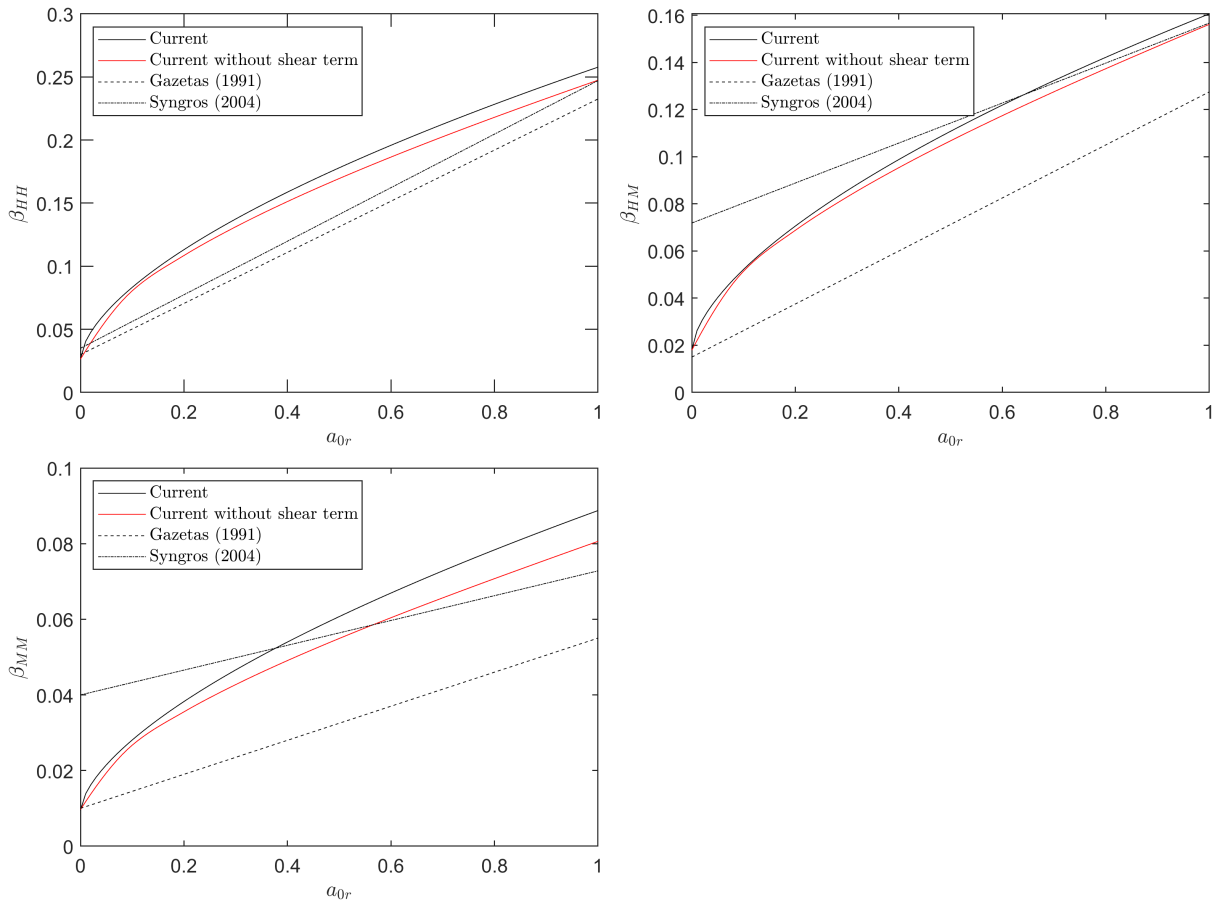 0.3
0.25
0.2
0.15
0.1
0.05
0
β_HH
Current
Current without shear term
Gazetas (1991)
Syngros (2004)
0 0.2 0.4 0.6 0.8 1
a_0r
0.16
0.14
0.12
0.1
0.08
0.06
0.04
0.02
0
β_HM
Current
Current without shear term
Gazetas (1991)
Syngros (2004)
0 0.2 0.4 0.6 0.8 1
a_0r
0.1
0.08
0.06
0.04
0.02
0
β_MM
Current
Current without shear term
Gazetas (1991)
Syngros (2004)
0 0.2 0.4 0.6 0.8 1
a_0r